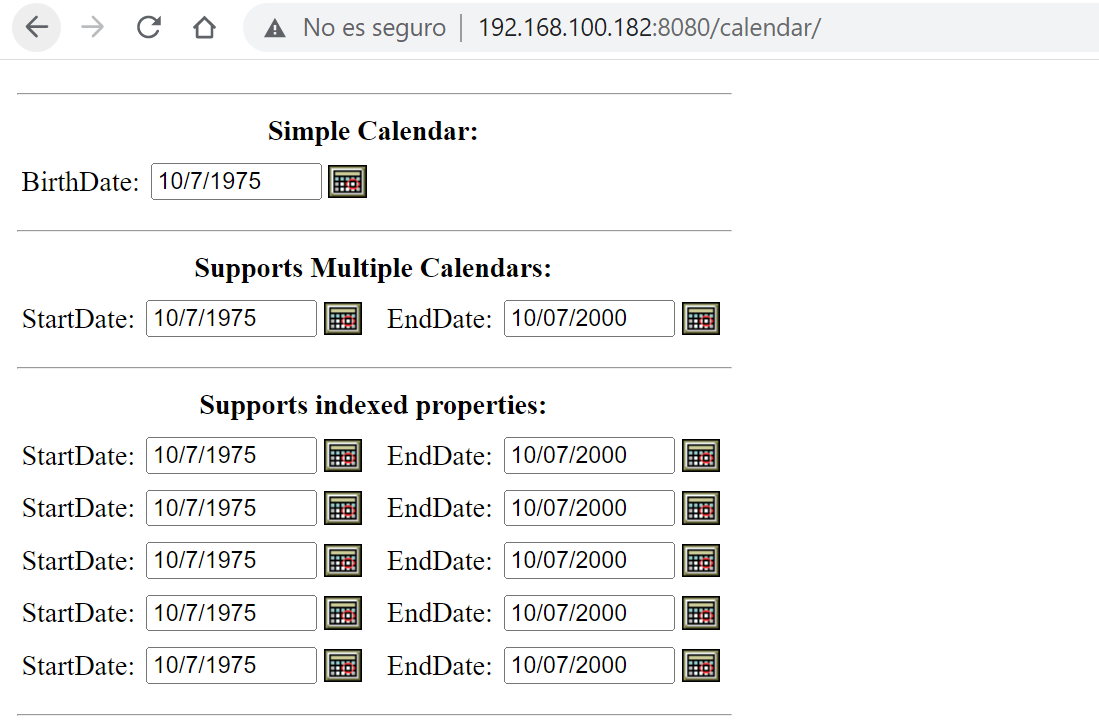 No es seguro | 192.168.100.182:8080/calendar/
Simple Calendar:
BirthDate: 10/7/1975
Supports Multiple Calendars:
StartDate: 10/7/1975 EndDate: 10/07/2000
Supports indexed properties:
StartDate: 10/7/1975 EndDate: 10/07/2000
StartDate: 10/7/1975 EndDate: 10/07/2000
StartDate: 10/7/1975 EndDate: 10/07/2000
StartDate: 10/7/1975 EndDate: 10/07/2000
StartDate: 10/7/1975 EndDate: 10/07/2000